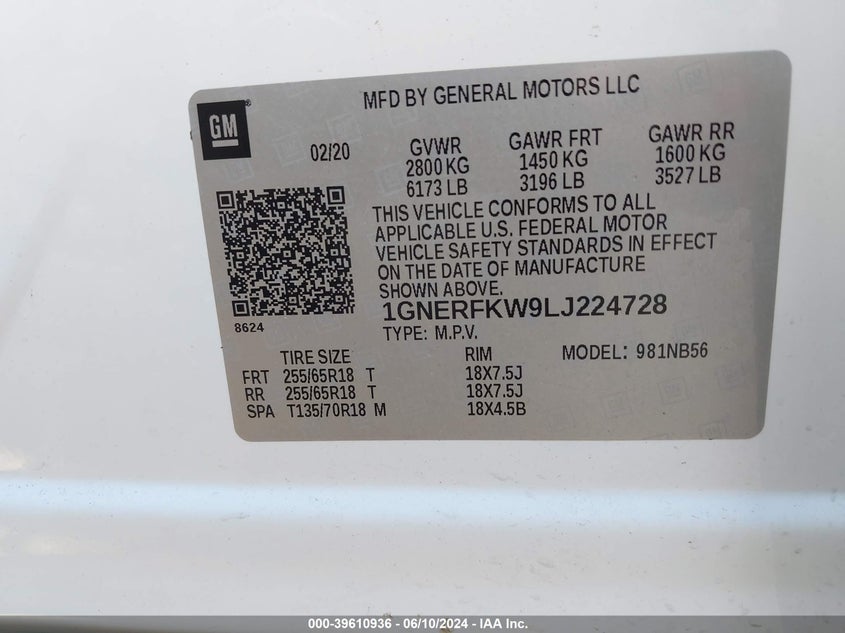 MFD BY GENERAL MOTORS LLC
GM ®
02/20
GVWR GAWR FRT GAWR RR
2800 KG 1450 KG 1600 KG
6173 LB 3196 LB 3527 LB
THIS VEHICLE CONFORMS TO ALL
APPLICABLE U.S. FEDERAL MOTOR
VEHICLE SAFETY STANDARDS IN EFFECT
ON THE DATE OF MANUFACTURE
SHOWN ABOVE.
8624
1GNERFKW9LJ224728
TYPE: M.P.V.
TIRE SIZE RIM MODEL: 981NB56
FRT 255/65R18 T 18X7.5J
RR 255/65R18 T 18X7.5J
SPA T135/70R18 M 18X4.5B
000-39610936 - 06/10/2024 - IAA Inc.